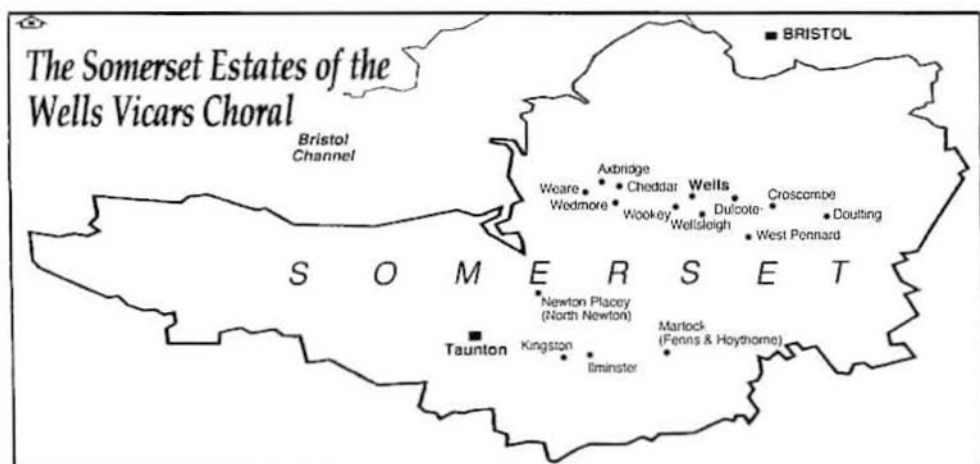 The Somerset Estates of the
Wells Vicars Choral
BRISTOL
Bristol
Channel
Axbridge
Weare
Cheddar
Wells
Wedmore
Wookey
Wellsleigh
Dulcote
Croscombe
Doulting
West Pennard
SOMERSET
Newton Placey
(North Newton)
Taunton
Kingston
Ilminster
Martock
(Fenns & Hoythorne)